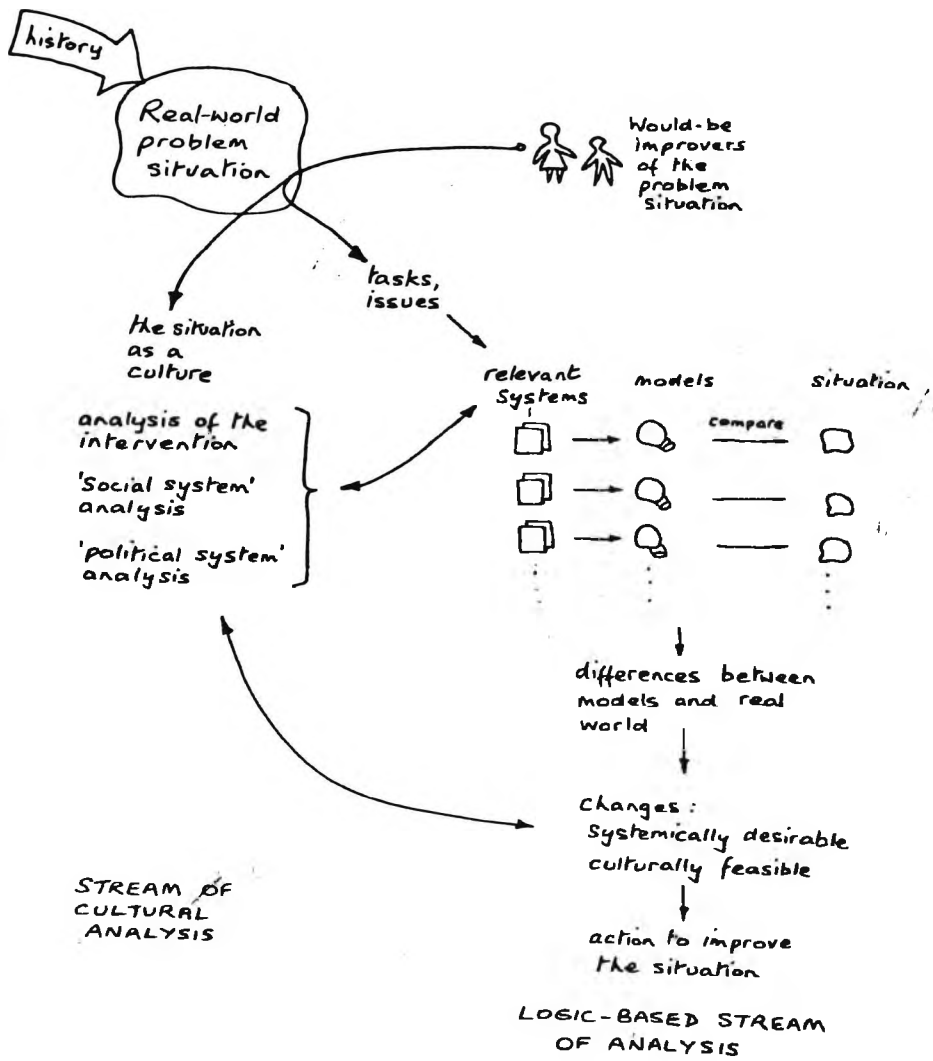 history
Real-world
problem
situation
Would-be
improvers
of the
problem
situation
tasks,
issues
the situation
as a
culture
analysis of the
intervention
'Social system'
analysis
'political system'
analysis
relevant
Systems
models
situation
compare
differences between
models and real
world
changes:
Systemically desirable
culturally feasible
action to improve
the situation
STREAM OF
CULTURAL
ANALYSIS
LOGIC-BASED STREAM
OF ANALYSIS